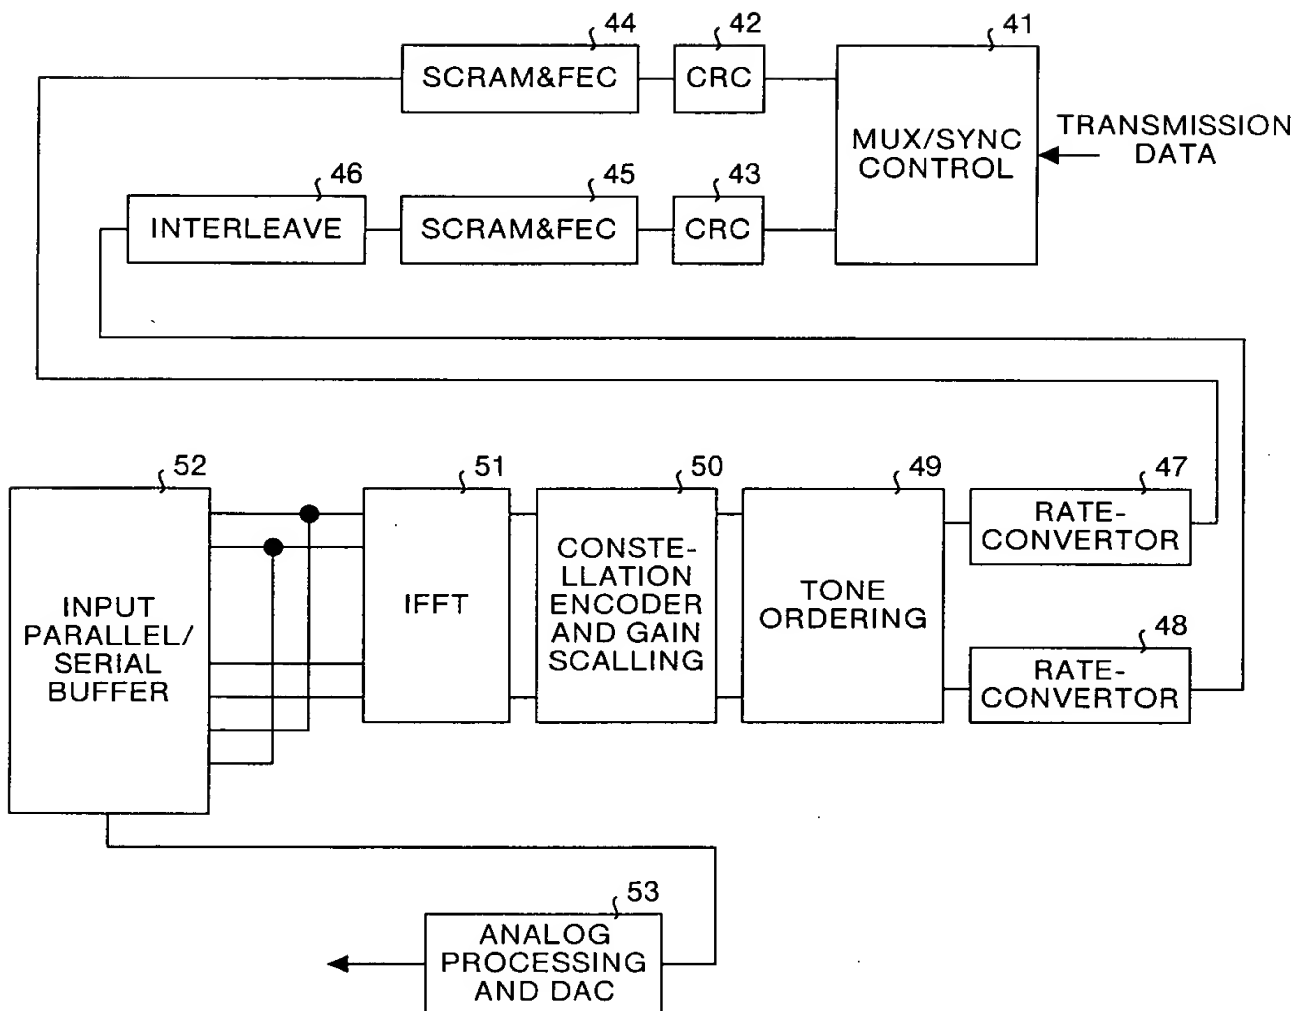 44
42
41
SCRAM&FEC
CRC
MUX/SYNC
CONTROL
TRANSMISSION
DATA
46
45
43
INTERLEAVE
SCRAM&FEC
CRC
52
51
50
49
47
INPUT
PARALLEL/
SERIAL
BUFFER
IFFT
CONSTE-
LLATION
ENCODER
AND GAIN
SCALLING
TONE
ORDERING
RATE-
CONVERTOR
48
RATE-
CONVERTOR
53
ANALOG
PROCESSING
AND DAC